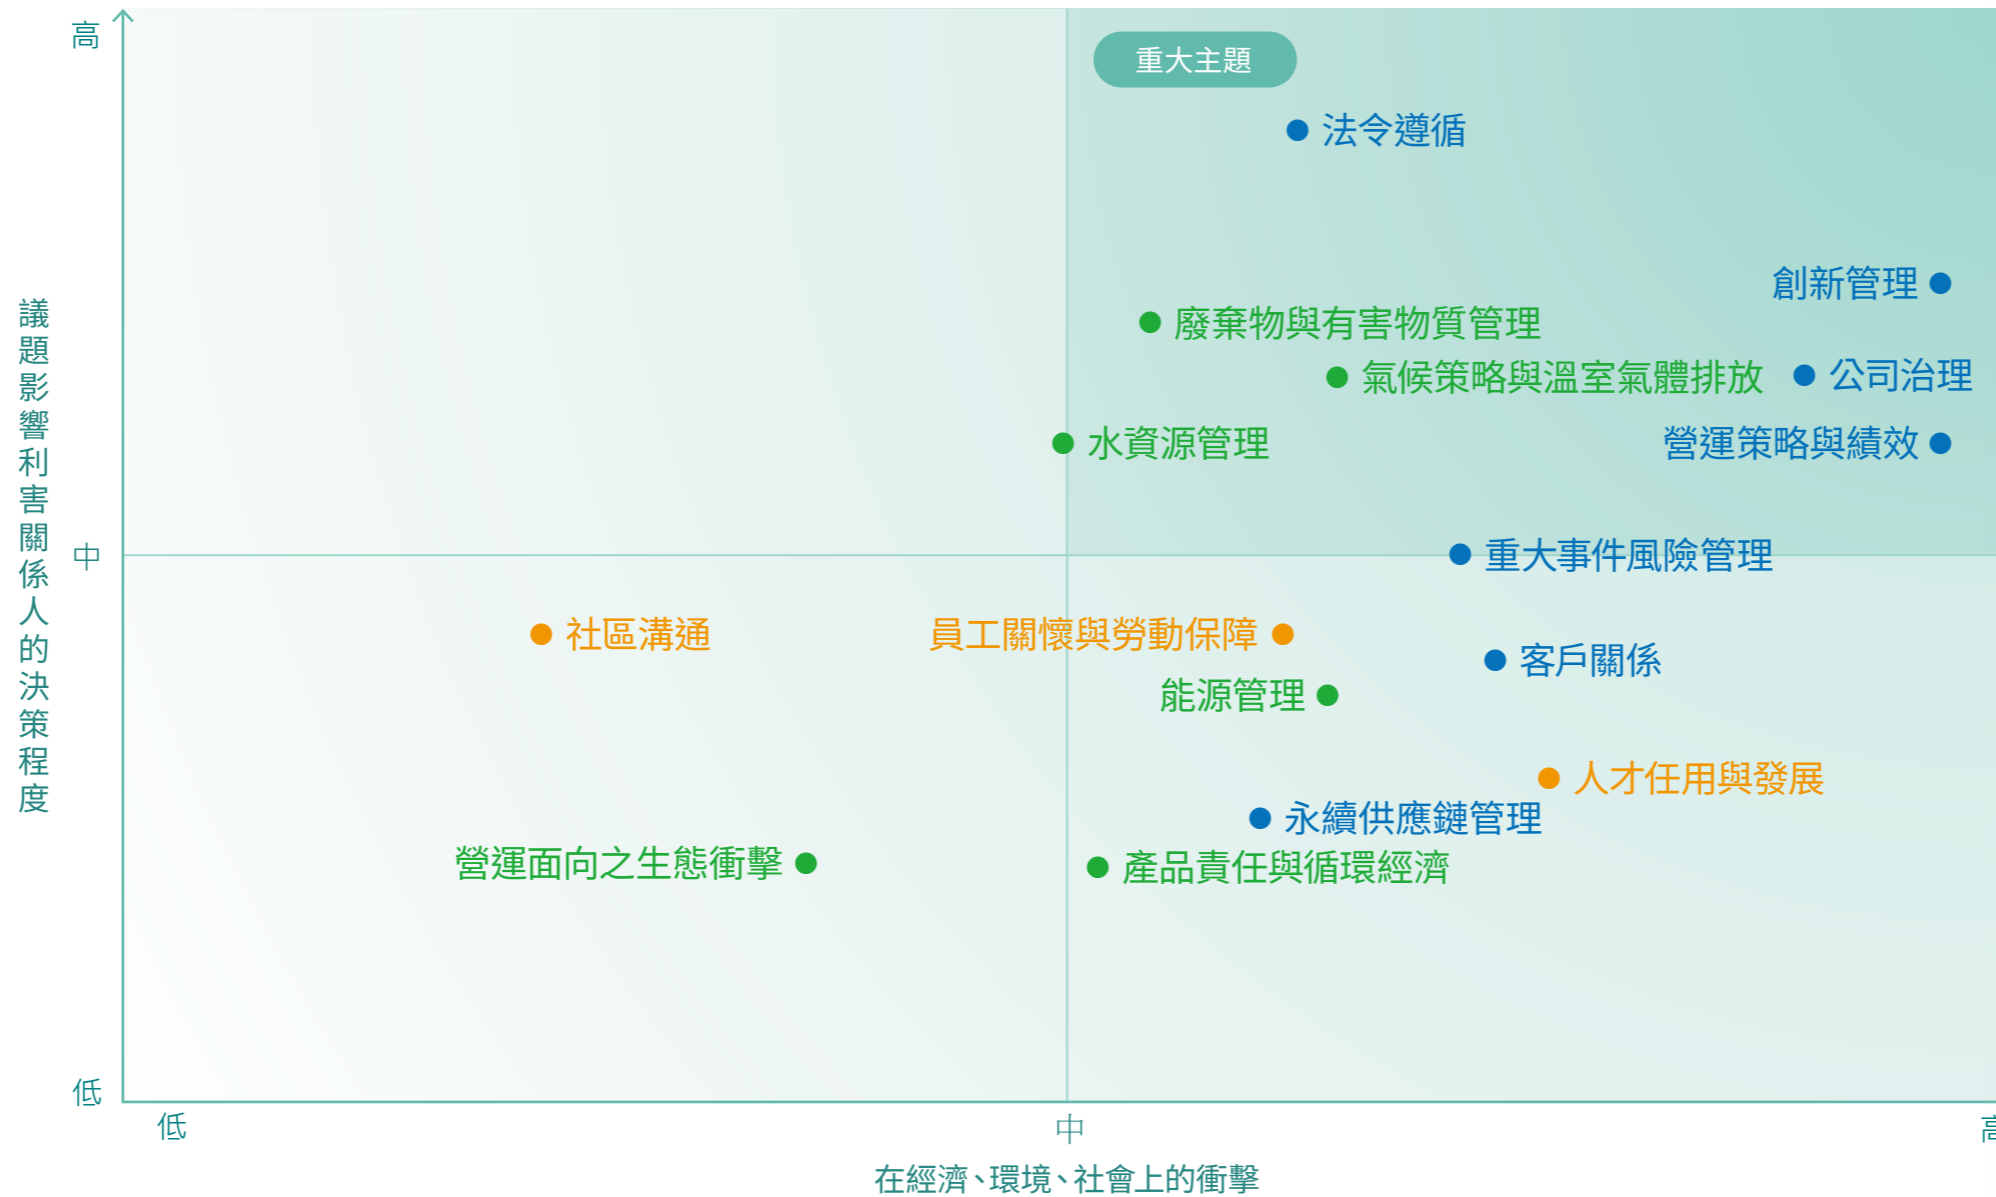 高
重大主題
法令遵循
創新管理
廢棄物與有害物質管理
氣候策略與溫室氣體排放
公司治理
水資源管理
營運策略與績效
議題影響利害關係人的決策程度
中
重大事件風險管理
社區溝通
員工關懷與勞動保障
客戶關係
能源管理
人才任用與發展
永續供應鏈管理
營運面向之生態衝擊
產品責任與循環經濟
低
低
中
高
在經濟、環境、社會上的衝擊